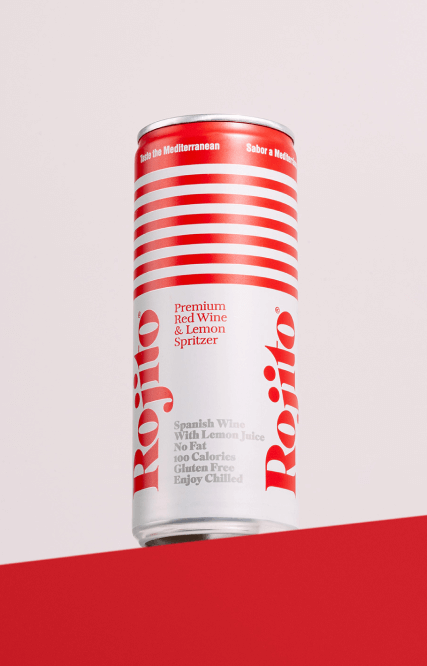 Taste the Mediterranean
Sabor a
Rojito
Premium
Red Wine
& Lemon
Spritzer
Spanish Wine
With Lemon Juice
No Fat
100 Calories
Gluten Free
Enjoy Chilled
Rojito®